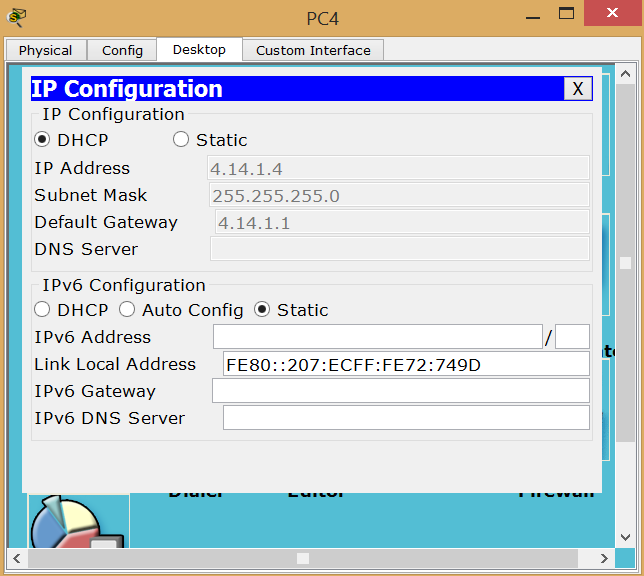 PC4
Physical Config Desktop Custom Interface
IP Configuration X
IP Configuration
DHCP Static
IP Address 4.14.1.4
Subnet Mask 255.255.255.0
Default Gateway 4.14.1.1
DNS Server
IPv6 Configuration
DHCP Auto Config Static
IPv6 Address /
Link Local Address FE80::207:ECFF:FE72:749D
IPv6 Gateway
IPv6 DNS Server
Dialer Editor Firewall